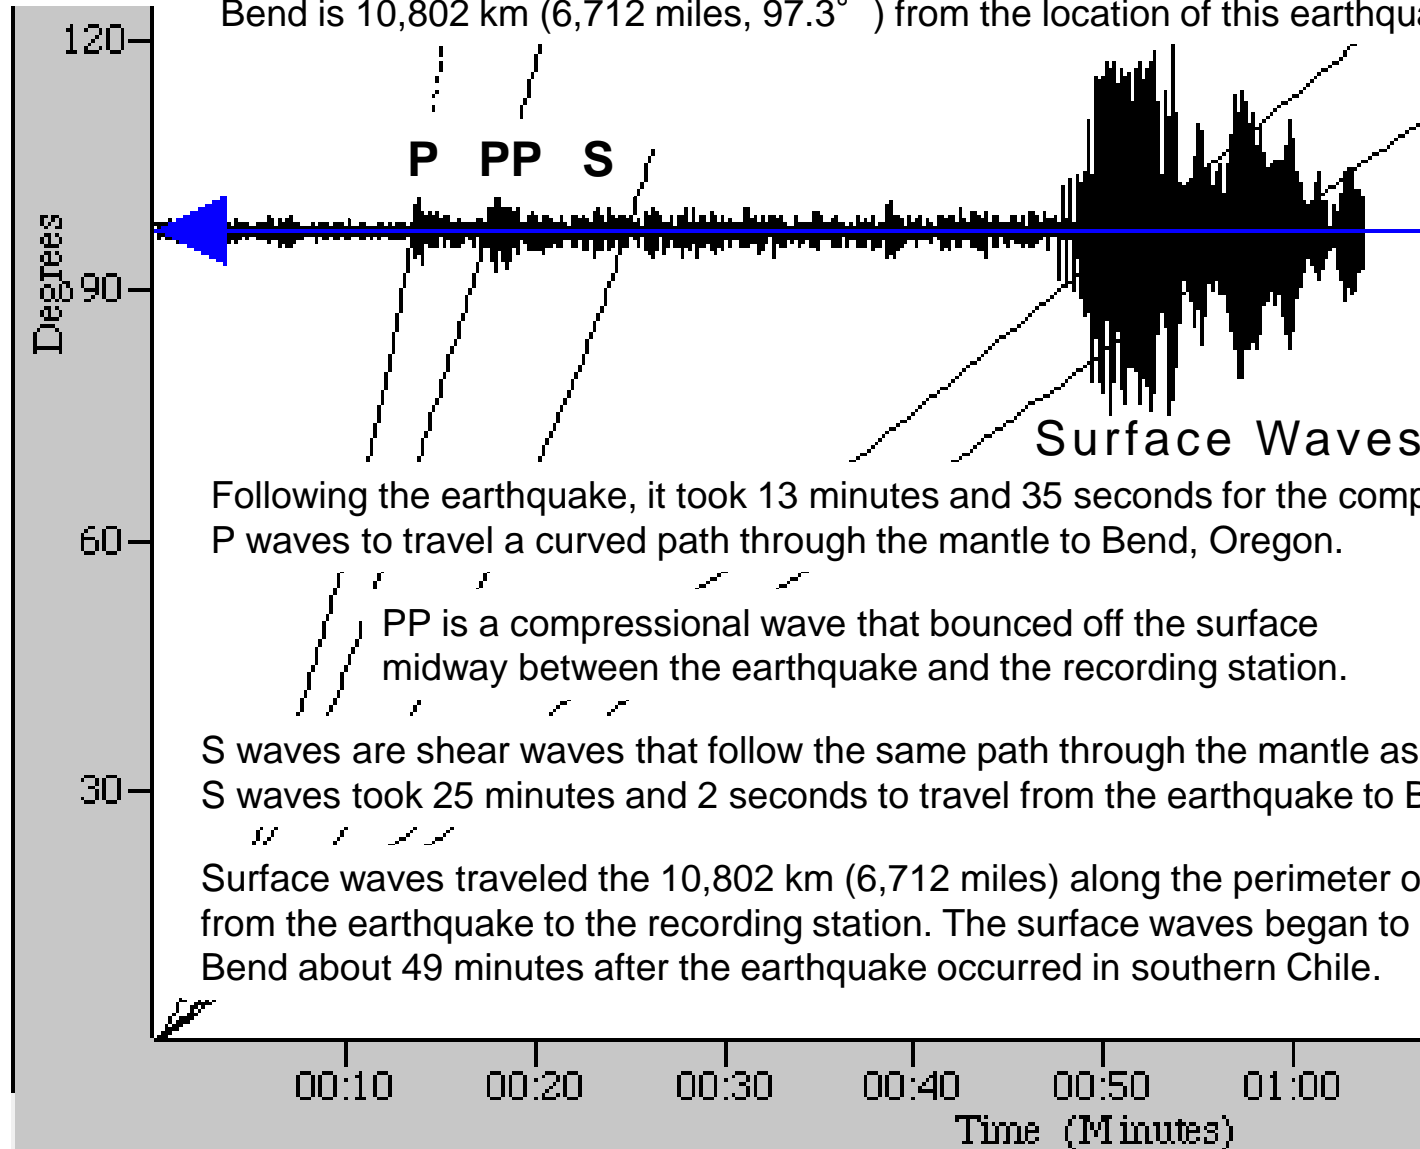 Bend is 10,802 km (6,712 miles, 97.3° ) from the location of this
120
P PP S
Degrees
90
Surface Waves
Following the earthquake, it took 13 minutes and 35 seconds for the
60
P waves to travel a curved path through the mantle to Bend, Oregon.
PP is a compressional wave that bounced off the surface
midway between the earthquake and the recording station.
S waves are shear waves that follow the same path through the mantle as
30
S waves took 25 minutes and 2 seconds to travel from the earthquake to
Surface waves traveled the 10,802 km (6,712 miles) along the perimeter
from the earthquake to the recording station. The surface waves began to
Bend about 49 minutes after the earthquake occurred in southern Chile.
00:10 00:20 00:30 00:40 00:50 01:00
Time (Minutes)